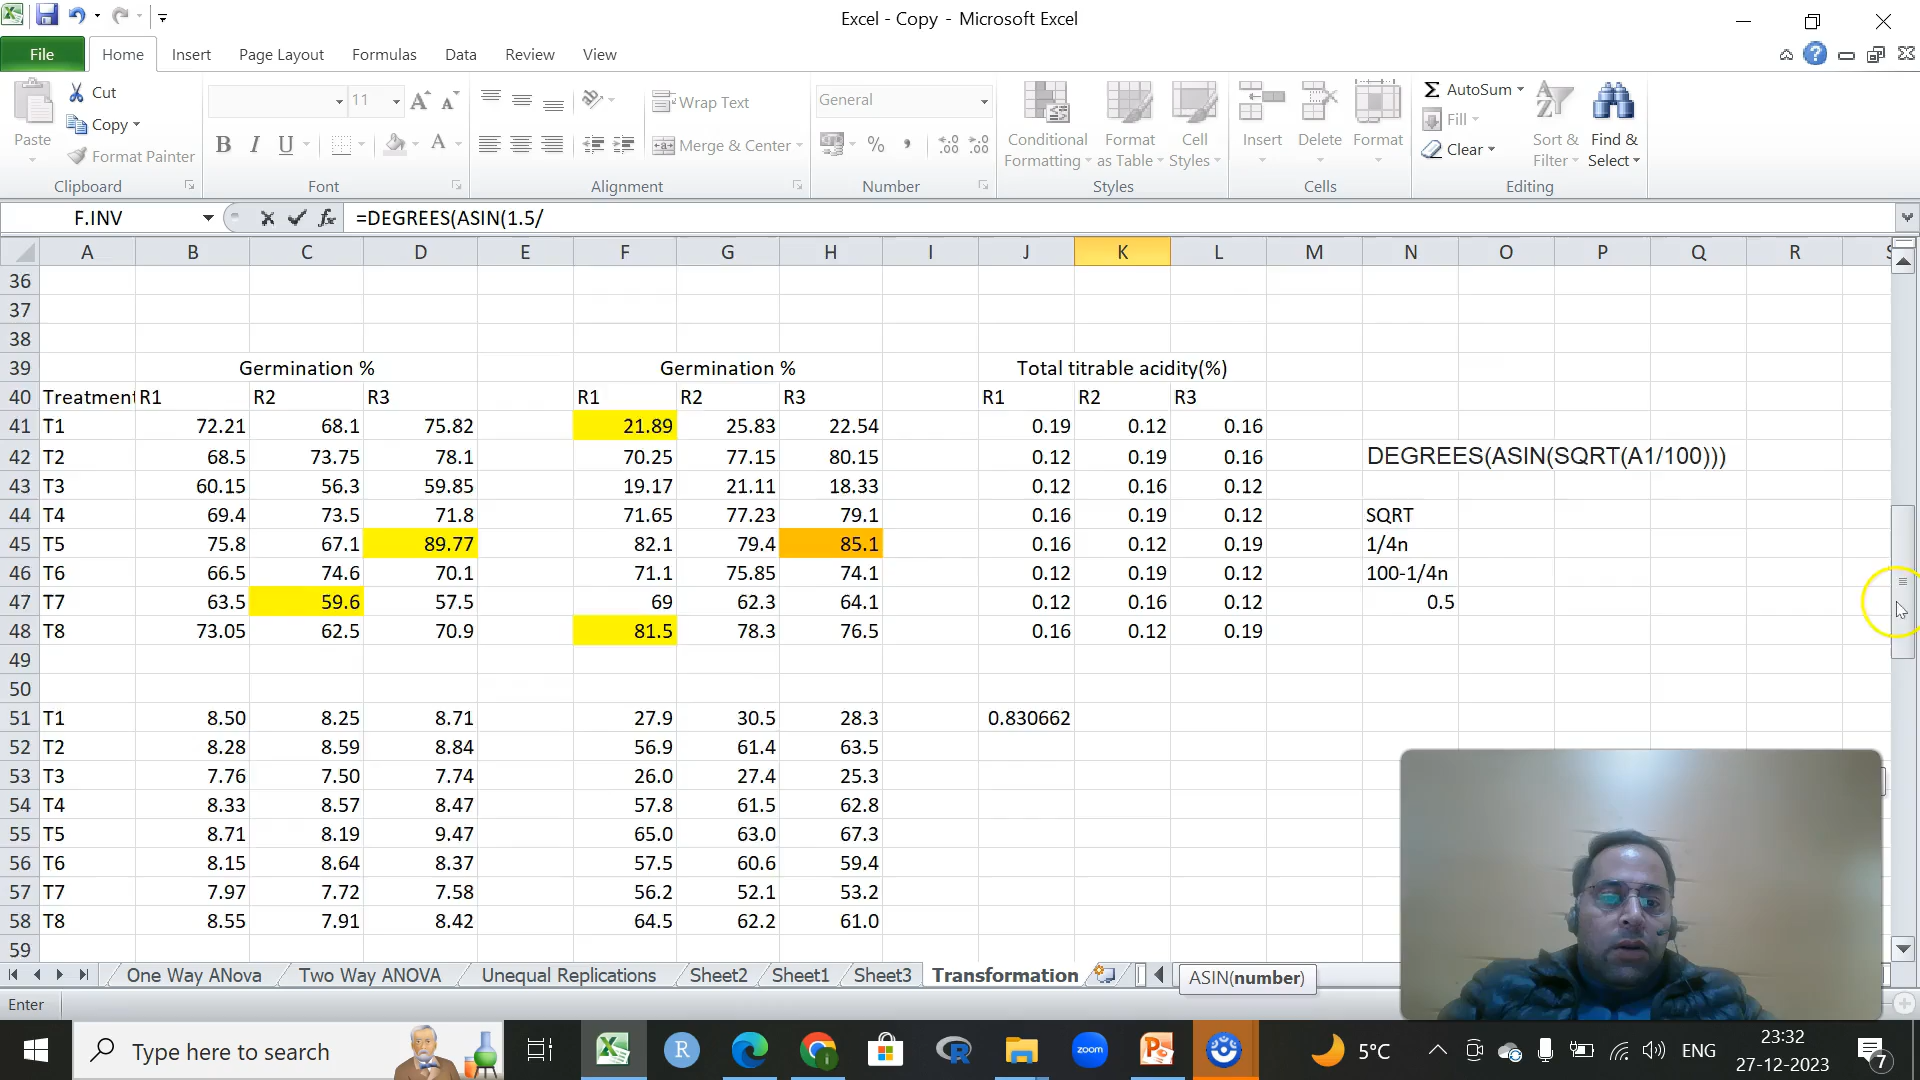 Excel - Copy - Microsoft Excel
File Home Insert Page Layout Formulas Data Review View
Paste Cut Copy Format Painter Clipboard
11 B I U A Font
Wrap Text Merge & Center Alignment
General % , Number
Conditional Formatting Format as Table Cell Styles Styles
Insert Delete Format Cells
Σ AutoSum Fill Clear Sort & Filter Find & Select Editing
F.INV fx =DEGREES(ASIN(1.5/
A B C D E F G H I J K L M N O P Q R S
36
37
38
39 Germination % Germination % Total titrable acidity(%)
40 Treatment R1 R2 R3 R1 R2 R3 R1 R2 R3
41 T1 72.21 68.1 75.82 21.89 25.83 22.54 0.19 0.12 0.16
42 T2 68.5 73.75 78.1 70.25 77.15 80.15 0.12 0.19 0.16 DEGREES(ASIN(SQRT(A1/100)))
43 T3 60.15 56.3 59.85 19.17 21.11 18.33 0.12 0.16 0.12
44 T4 69.4 73.5 71.8 71.65 77.23 79.1 0.16 0.19 0.12 SQRT
45 T5 75.8 67.1 89.77 82.1 79.4 85.1 0.16 0.12 0.19 1/4n
46 T6 66.5 74.6 70.1 71.1 75.85 74.1 0.12 0.19 0.12 100-1/4n
47 T7 63.5 59.6 57.5 69 62.3 64.1 0.12 0.16 0.12 0.5
48 T8 73.05 62.5 70.9 81.5 78.3 76.5 0.16 0.12 0.19
49
50
51 T1 8.50 8.25 8.71 27.9 30.5 28.3 0.830662
52 T2 8.28 8.59 8.84 56.9 61.4 63.5
53 T3 7.76 7.50 7.74 26.0 27.4 25.3
54 T4 8.33 8.57 8.47 57.8 61.5 62.8
55 T5 8.71 8.19 9.47 65.0 63.0 67.3
56 T6 8.15 8.64 8.37 57.5 60.6 59.4
57 T7 7.97 7.72 7.58 56.2 52.1 53.2
58 T8 8.55 7.91 8.42 64.5 62.2 61.0
59
One Way ANova Two Way ANOVA Unequal Replications Sheet2 Sheet1 Sheet3 Transformation ASIN(number)
Enter
Type here to search R R zoom P 5°C ENG 23:32
27-12-2023 7